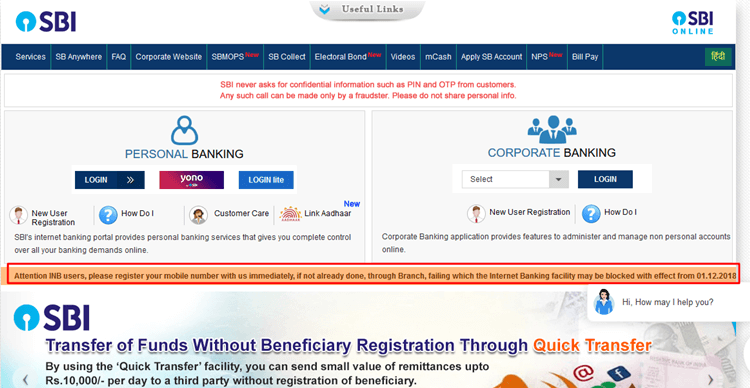 Useful Links
SBI
SBI
ONLINE
Services SB Anywhere FAQ Corporate Website SBMOPS New SB Collect Electoral Bond New Videos mCash Apply SB Account NPS New Bill Pay हिंदी
SBI never asks for confidential information such as PIN and OTP from customers.
Any such call can be made only by a fraudster. Please do not share personal info.
PERSONAL BANKING
LOGIN yono LOGIN lite
New User Registration
How Do I
Customer Care
AADHAAR
Link Aadhaar
New
SBI's internet banking portal provides personal banking services that gives you complete control
over all your banking demands online.
CORPORATE BANKING
Select LOGIN
New User Registration
How Do I
Corporate Banking application provides features to administer and manage non personal accounts
online.
Attention INB users, please register your mobile number with us immediately, if not already done, through Branch, failing which the Internet Banking facility may be blocked with effect from 01.12.2018
Hi, How may I help you?
SBI
Transfer of Funds Without Beneficiary Registration Through Quick Transfer
By using the ‘Quick Transfer’ facility, you can send small value of remittances upto
Rs.10,000/- per day to a third party without registration of beneficiary.